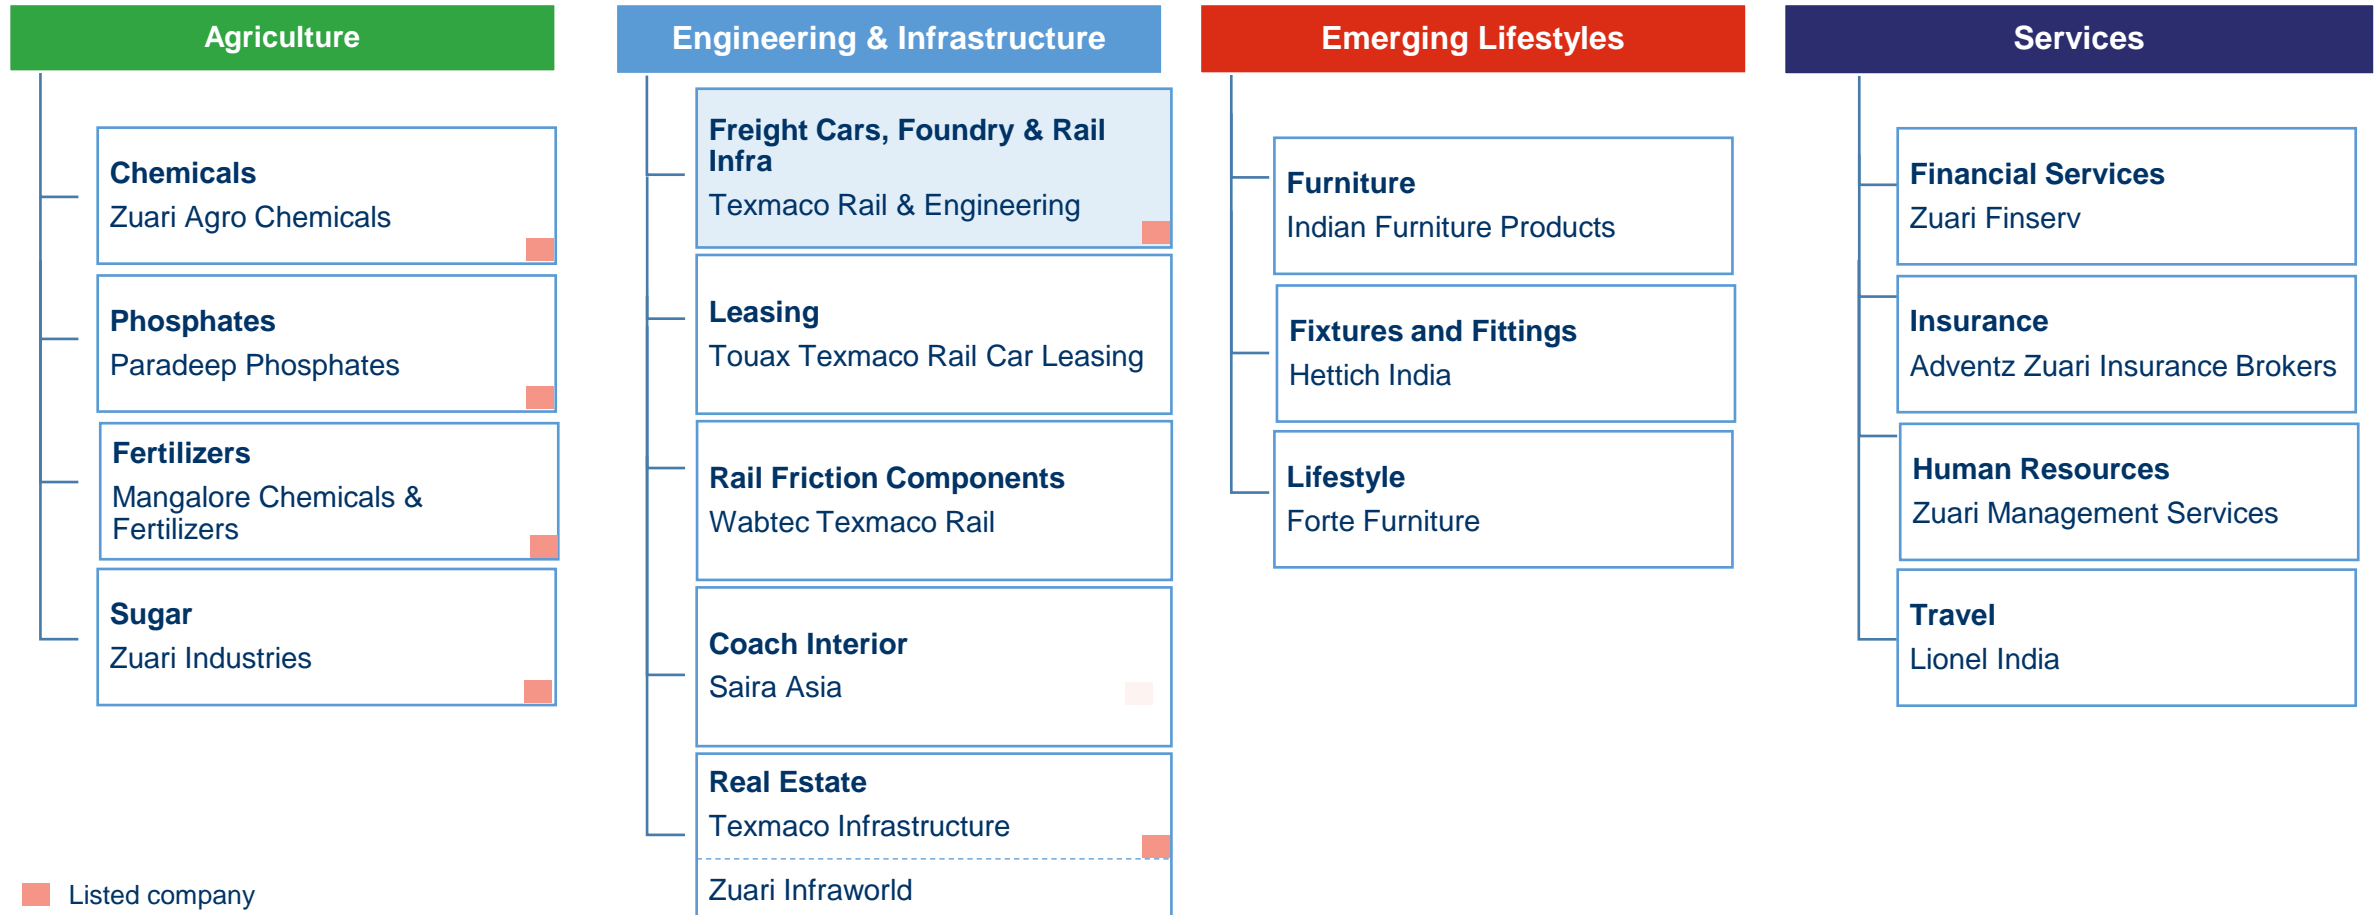 Agriculture
Chemicals
Zuari Agro Chemicals
Phosphates
Paradeep Phosphates
Fertilizers
Mangalore Chemicals &
Fertilizers
Sugar
Zuari Industries
Engineering & Infrastructure
Freight Cars, Foundry & Rail
Infra
Texmaco Rail & Engineering
Leasing
Touax Texmaco Rail Car Leasing
Rail Friction Components
Wabtec Texmaco Rail
Coach Interior
Saira Asia
Real Estate
Texmaco Infrastructure
Zuari Infraworld
Emerging Lifestyles
Furniture
Indian Furniture Products
Fixtures and Fittings
Hettich India
Lifestyle
Forte Furniture
Services
Financial Services
Zuari Finserv
Insurance
Adventz Zuari Insurance Brokers
Human Resources
Zuari Management Services
Travel
Lionel India
Listed company